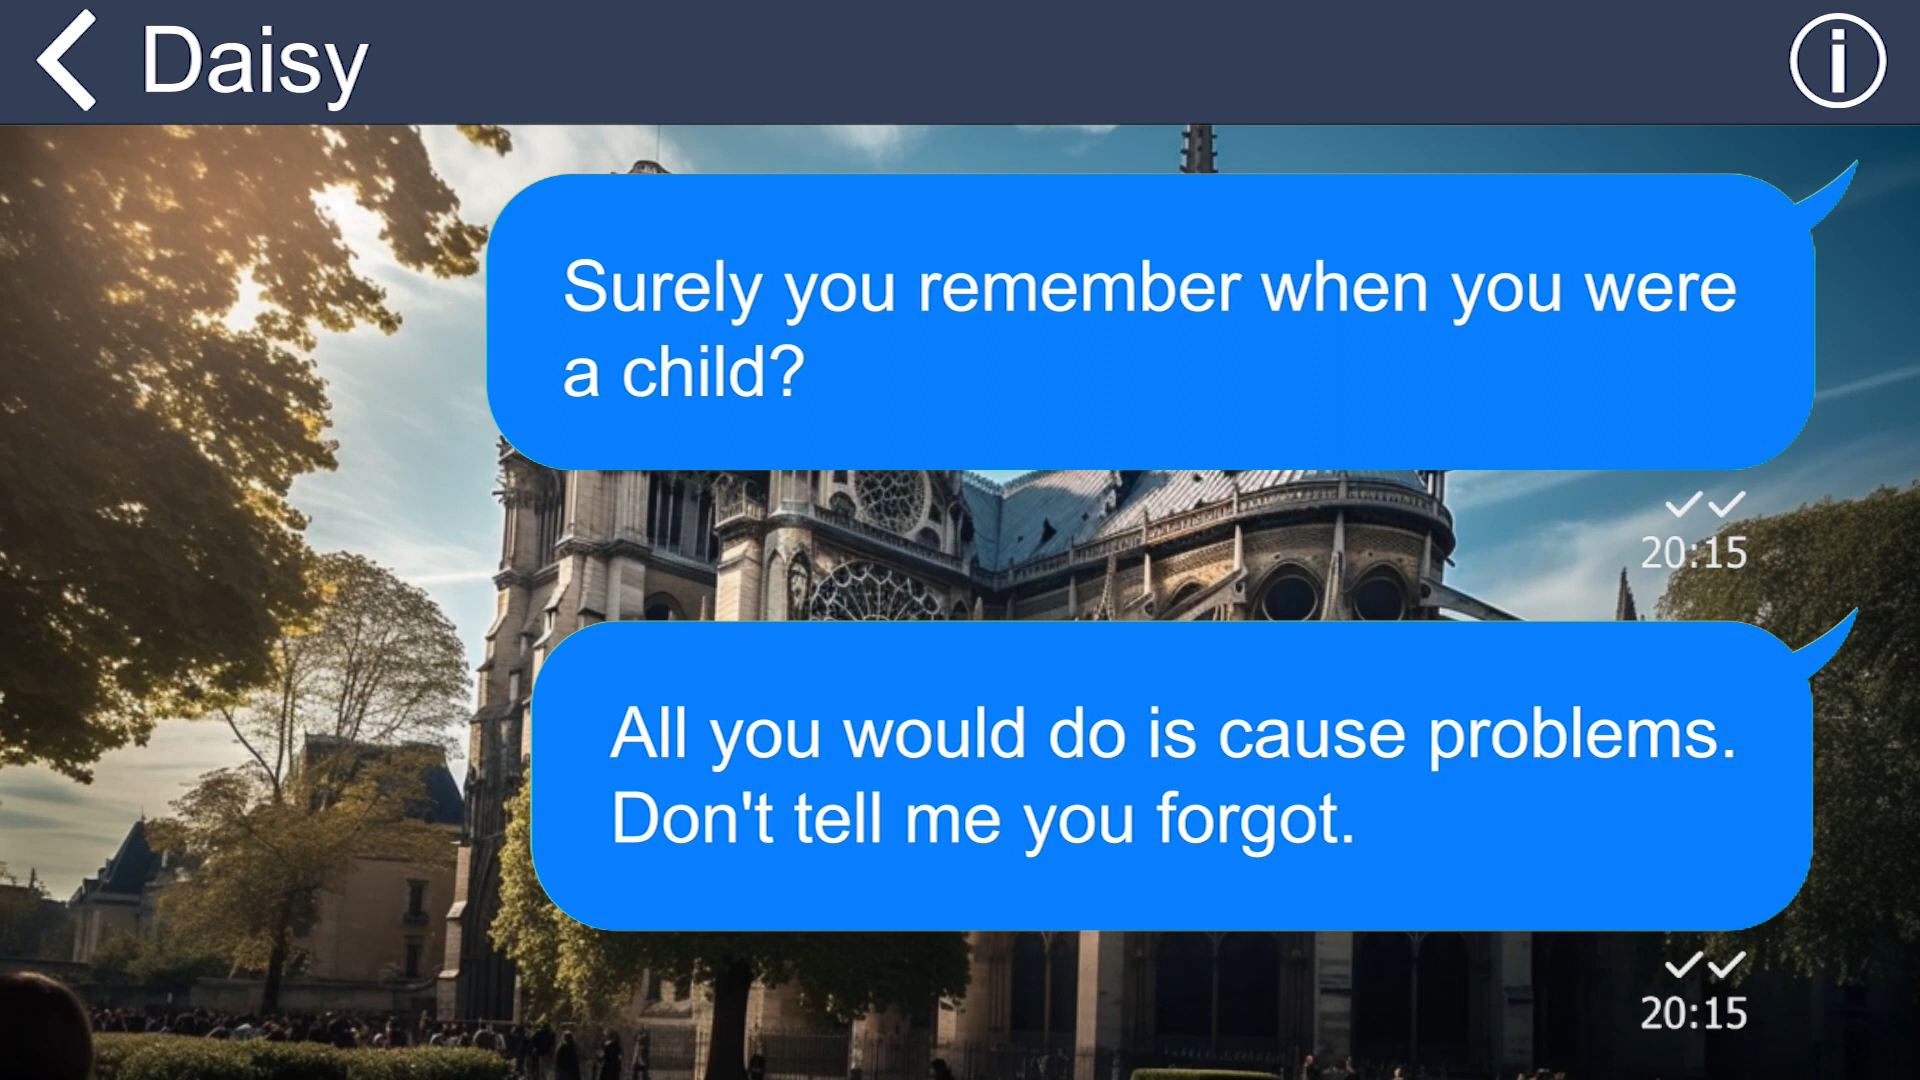 Daisy
Surely you remember when you were
a child?
20:15
All you would do is cause problems.
Don't tell me you forgot.
20:15